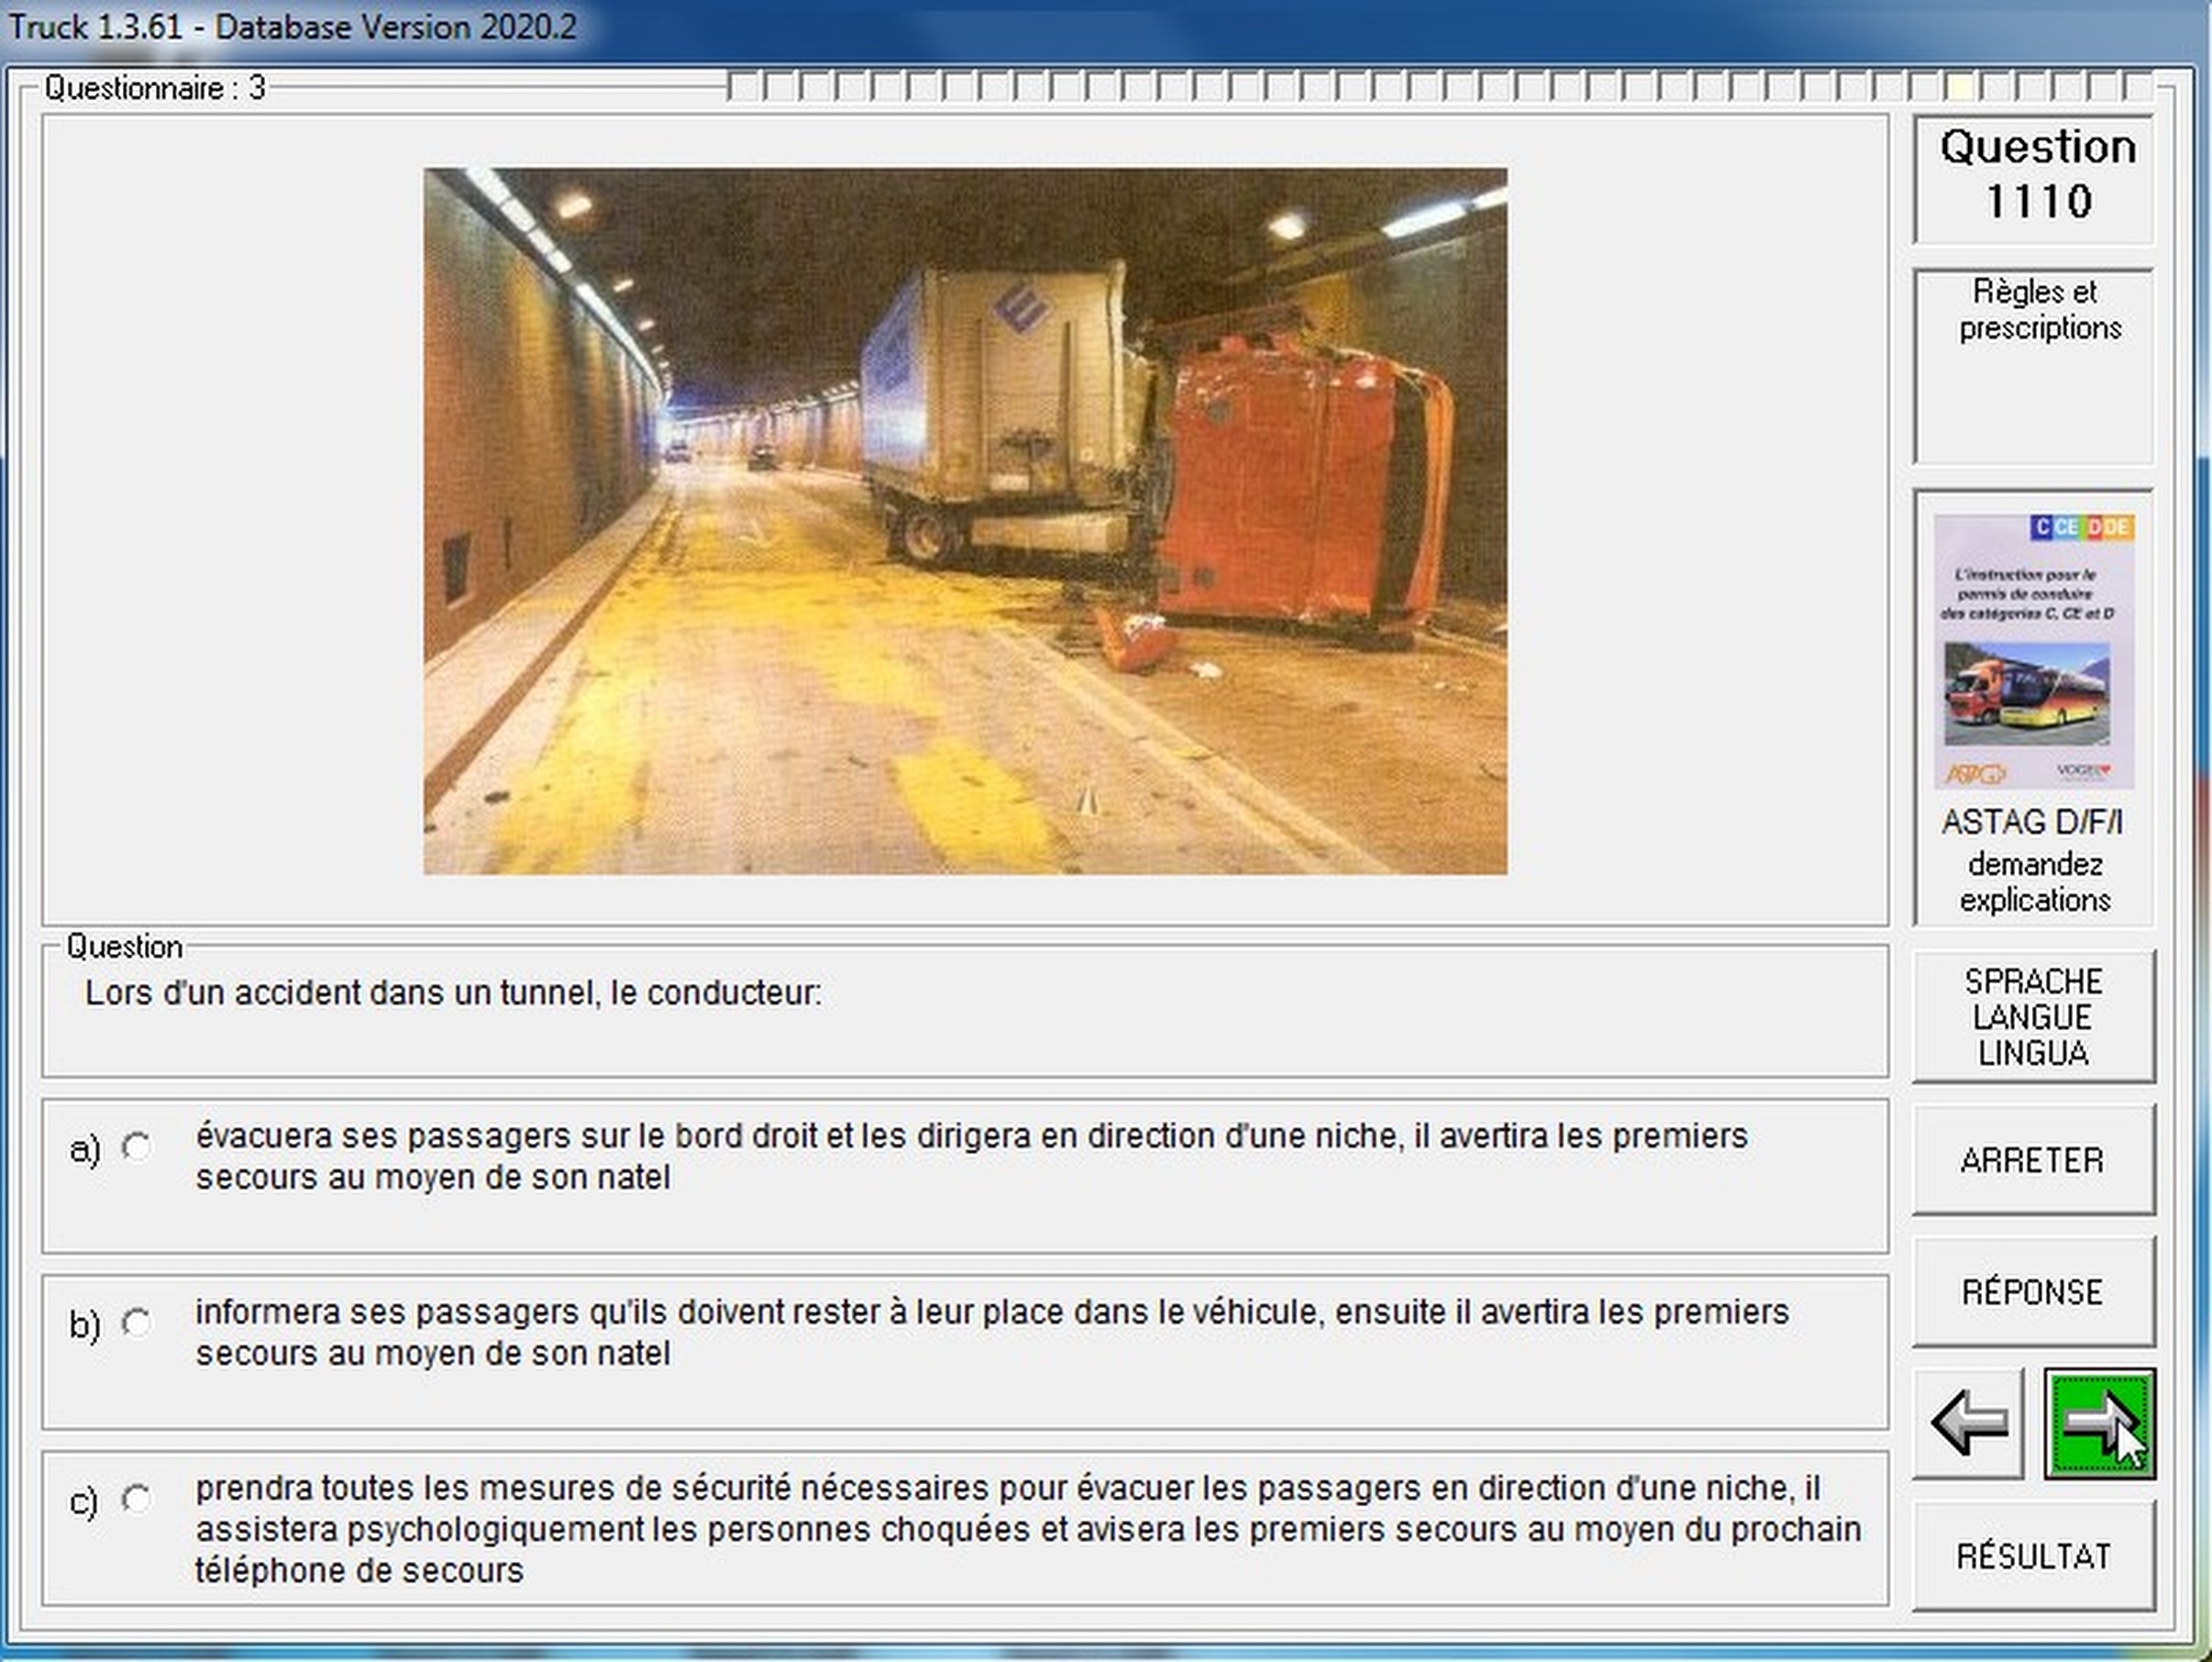 Truck 1.3.61 - Database Version 2020.2
Questionnaire : 3
Question
1110
Règles et
prescriptions
C CE D DE
L'instruction pour le
permis de conduire
des catégories C, CE et D
ASTAG
VOGEL
ASTAG D/F/I
demandez
explications
Question
Lors d'un accident dans un tunnel, le conducteur:
a)
évacuera ses passagers sur le bord droit et les dirigera en direction d'une niche, il avertira les premiers
secours au moyen de son natel
b)
informera ses passagers qu'ils doivent rester à leur place dans le véhicule, ensuite il avertira les premiers
secours au moyen de son natel
c)
prendra toutes les mesures de sécurité nécessaires pour évacuer les passagers en direction d'une niche, il
assistera psychologiquement les personnes choquées et avisera les premiers secours au moyen du prochain
téléphone de secours
SPRACHE
LANGUE
LINGUA
ARRETER
RÉPONSE
RÉSULTAT